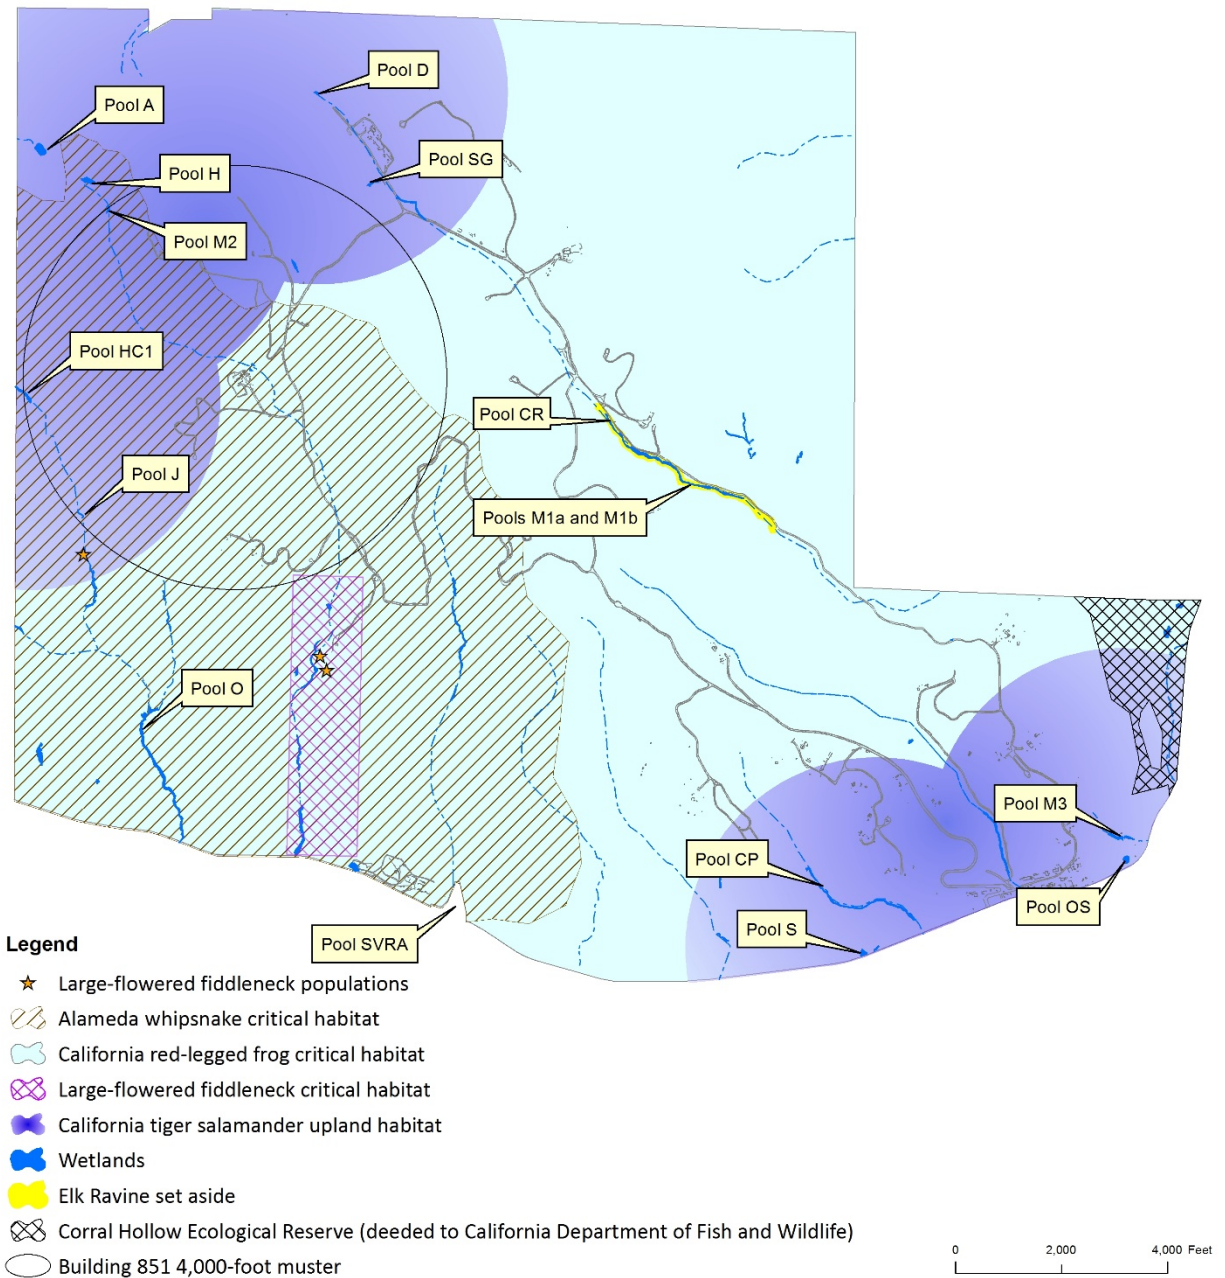 Pool D
Pool A
Pool SG
Pool H
Pool M2
Pool HC1
Pool CR
Pool J
Pools M1a and M1b
Pool O
Pool M3
Pool CP
Pool OS
Pool S
Pool SVRA
Legend
Large-flowered fiddleneck populations
Alameda whipsnake critical habitat
California red-legged frog critical habitat
Large-flowered fiddleneck critical habitat
California tiger salamander upland habitat
Wetlands
Elk Ravine set aside
Corral Hollow Ecological Reserve (deeded to California Department of Fish and Wildlife)
Building 851 4,000-foot muster
0 2,000 4,000 Feet